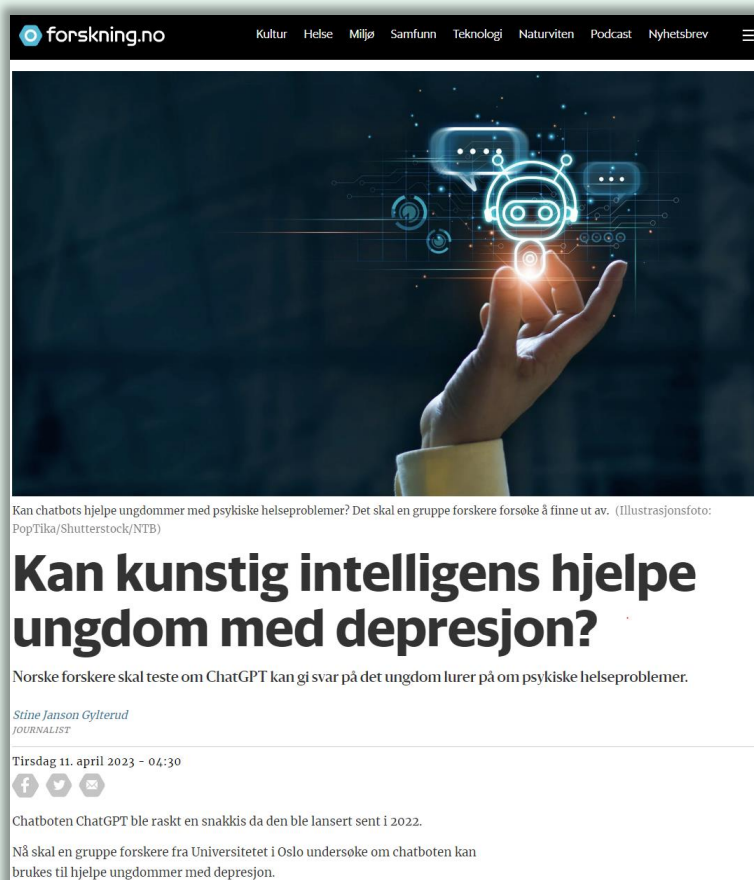 forskning.no
Kultur Helse Miljø Samfunn Teknologi Naturviten Podcast Nyhetsbrev
Kan chatbots hjelpe ungdommer med psykiske helseproblemer? Det skal en gruppe forskere forsøke å finne ut av. (Illustrasjonsfoto:
PopTika/Shutterstock/NTB)
Kan kunstig intelligens hjelpe
ungdom med depresjon?
Norske forskere skal teste om ChatGPT kan gi svar på det ungdom lurer på om psykiske helseproblemer.
Stine Janson Gylterud
JOURNALIST
Tirsdag 11. april 2023 - 04:30
Chatboten ChatGPT ble raskt en snakkis da den ble lansert sent i 2022.
Nå skal en gruppe forskere fra Universitetet i Oslo undersøke om chatboten kan
brukes til hjelpe ungdommer med depresjon.